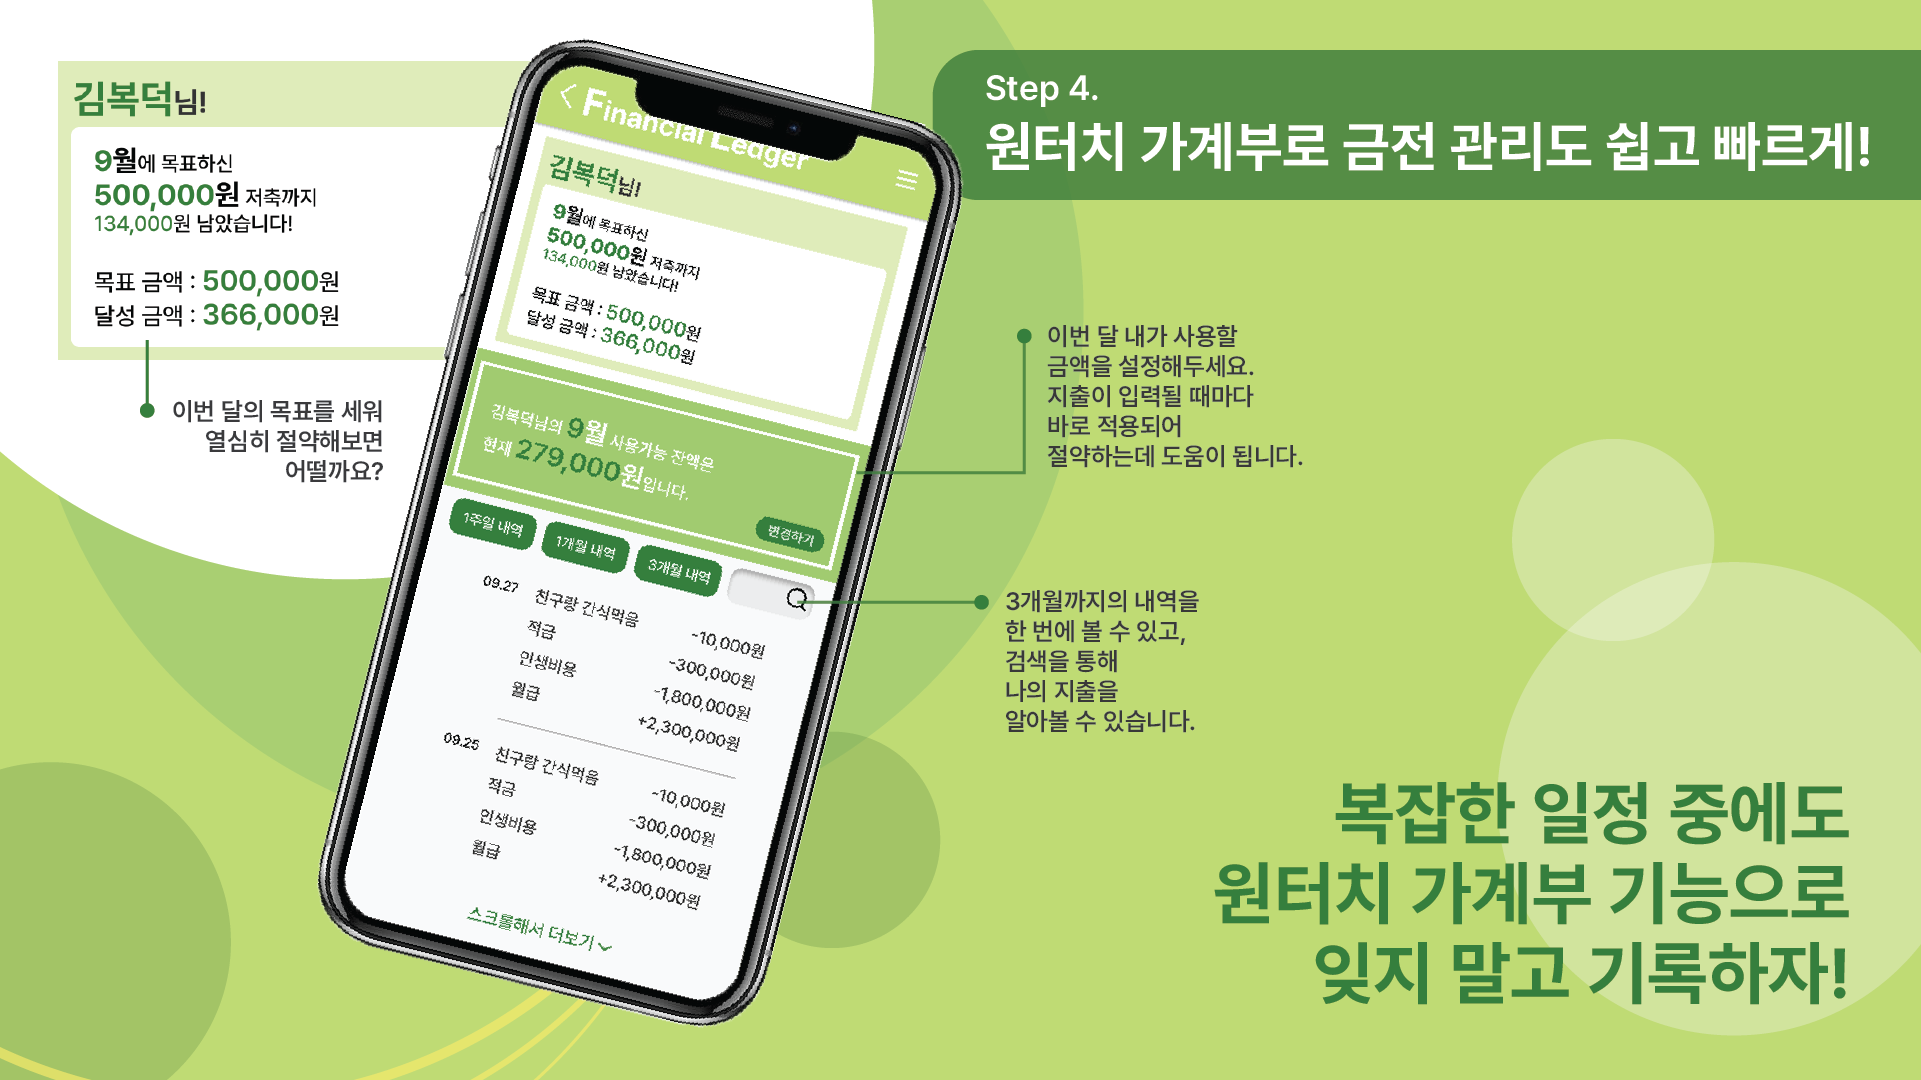 김복덕님!
9월에 목표하신
500,000원 저축까지
134,000원 남았습니다!
목표 금액 : 500,000원
달성 금액 : 366,000원
이번 달의 목표를 세워
열심히 절약해보면
어떨까요?
Financial Ledger
김복덕님!
9월에 목표하신
500,000원 저축까지
134,000원 남았습니다!
목표 금액 : 500,000원
달성 금액 : 366,000원
김복덕님의 9월 사용가능 잔액은
현재 279,000원입니다.
변경하기
1주일 내역
1개월 내역
3개월 내역
09.27 친구랑 간식먹음 -10,000원
적금 -300,000원
인생비용 -1,800,000원
월급 +2,300,000원
09.25 친구랑 간식먹음 -10,000원
적금 -300,000원
인생비용 -1,800,000원
월급 +2,300,000원
스크롤해서 더보기
Step 4.
원터치 가계부로 금전 관리도 쉽고 빠르게!
이번 달 내가 사용할
금액을 설정해두세요.
지출이 입력될 때마다
바로 적용되어
절약하는데 도움이 됩니다.
3개월까지의 내역을
한 번에 볼 수 있고,
검색을 통해
나의 지출을
알아볼 수 있습니다.
복잡한 일정 중에도
원터치 가계부 기능으로
잊지 말고 기록하자!